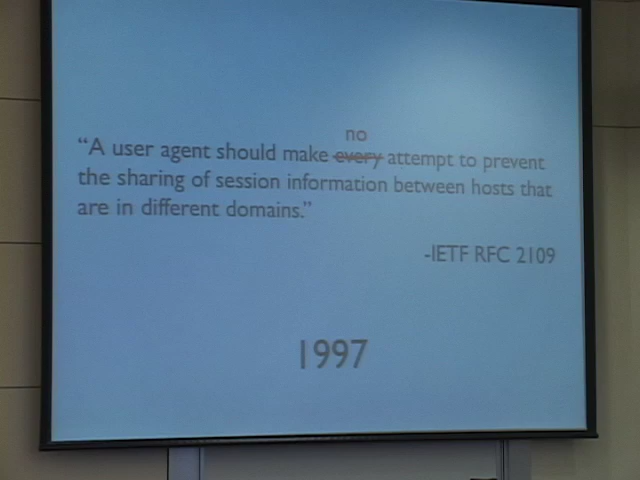 no
“A user agent should make every attempt to prevent
the sharing of session information between hosts that
are in different domains.”
-IETF RFC 2109
1997